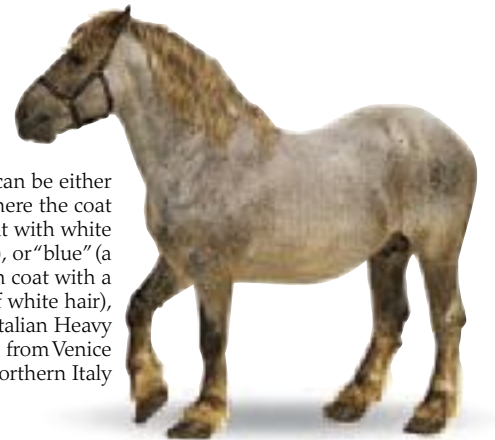 can be either
here the coat
t with white
, or “blue” (a
n coat with a
f white hair),
talian Heavy
from Venice
orthern Italy